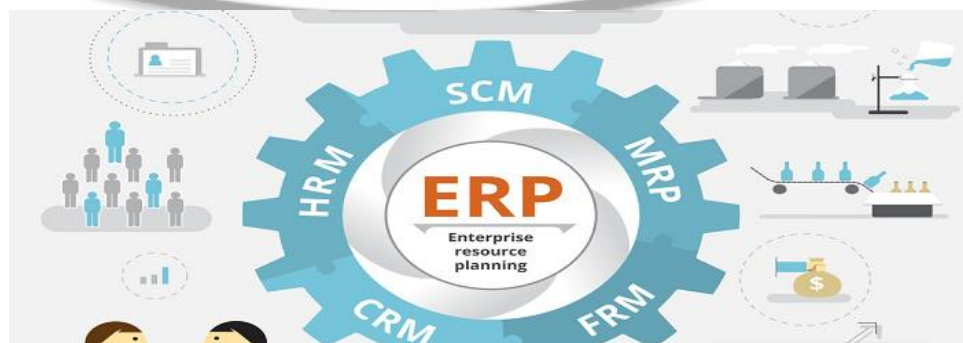 SCM
HRM
MRP
ERP
Enterprise
resource
planning
$
CRM
FRM